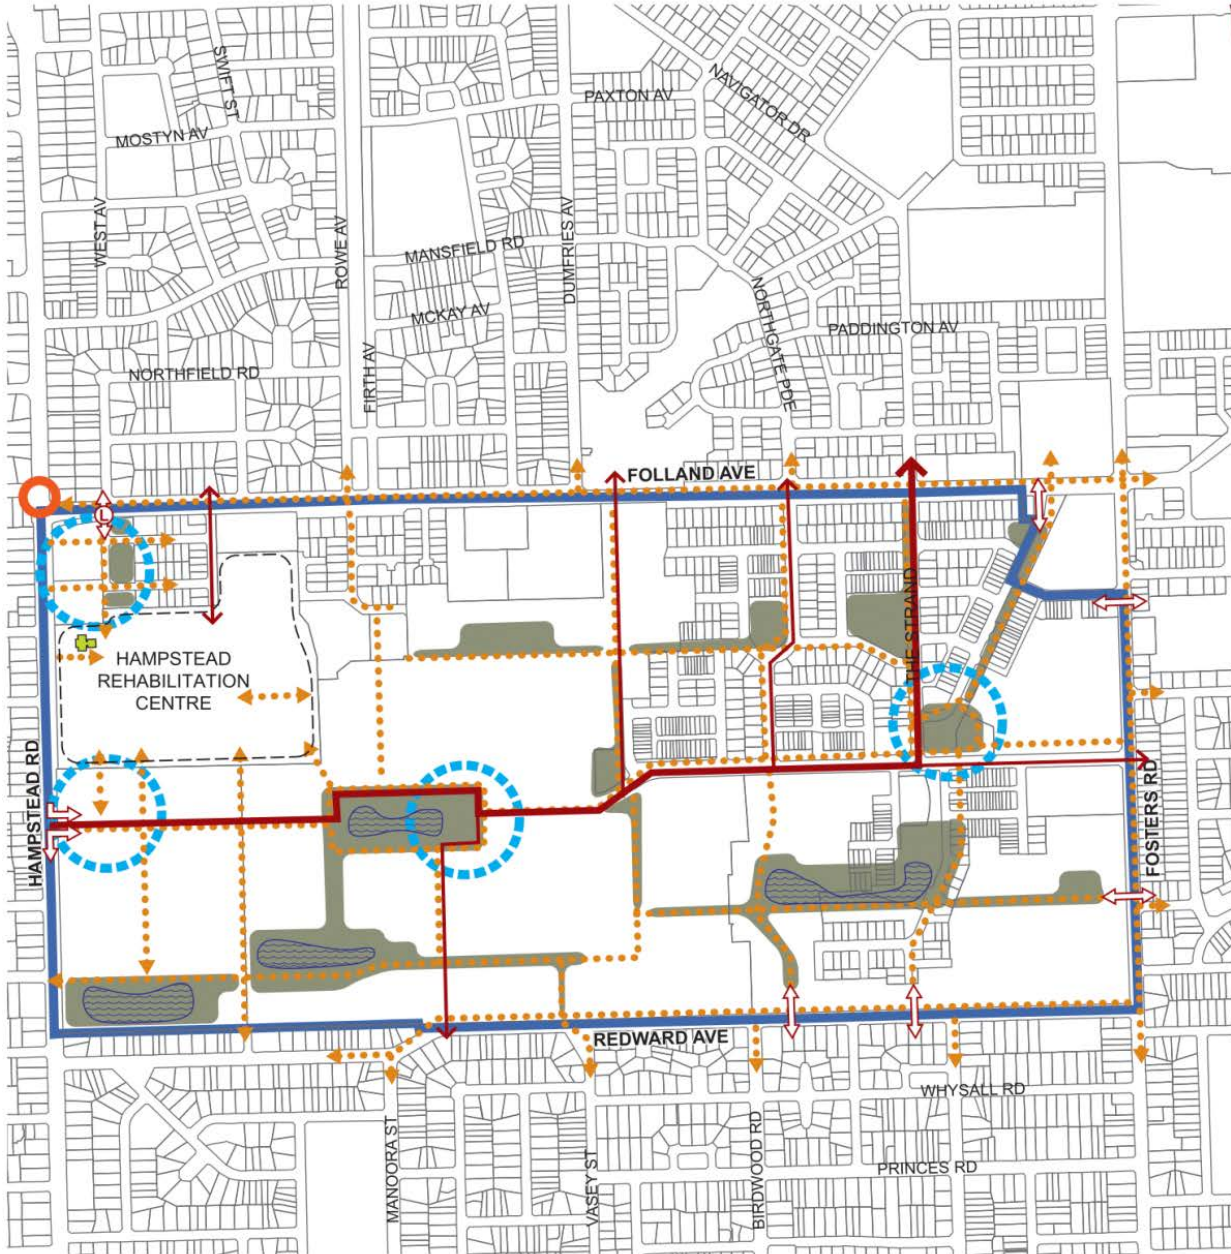 SWIFT ST
PAXTON AV
NAVIGATOR DR
MOSTYN AV
WEST AV
ROWE AV
MANSFIELD RD
DUMFRIES AV
MCKAY AV
NORTHGATE PDE
PADDINGTON AV
NORTHFIELD RD
FIRTH AV
FOLLAND AVE
L
THE STRAND
HAMPSTEAD
REHABILITATION
CENTRE
HAMPSTEAD RD
FOSTERS RD
REDWARD AVE
WHYSALL RD
MANOORA ST
VASEY ST
BIRDWOOD RD
PRINCES RD